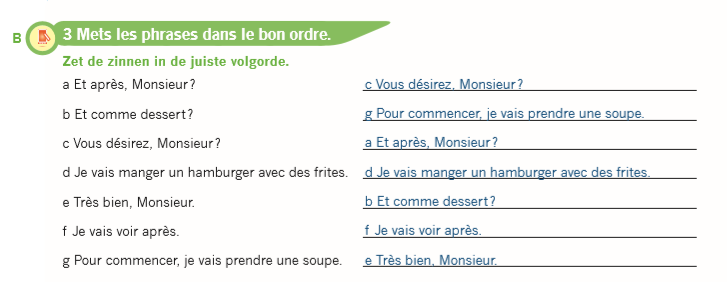 B
3 Mets les phrases dans le bon ordre.
Zet de zinnen in de juiste volgorde.
a Et après, Monsieur?
b Et comme dessert?
c Vous désirez, Monsieur?
d Je vais manger un hamburger avec des frites.
e Très bien, Monsieur.
f Je vais voir après.
g Pour commencer, je vais prendre une soupe.
c Vous désirez, Monsieur?
g Pour commencer, je vais prendre une soupe.
a Et après, Monsieur?
d Je vais manger un hamburger avec des frites.
b Et comme dessert?
f Je vais voir après.
e Très bien, Monsieur.